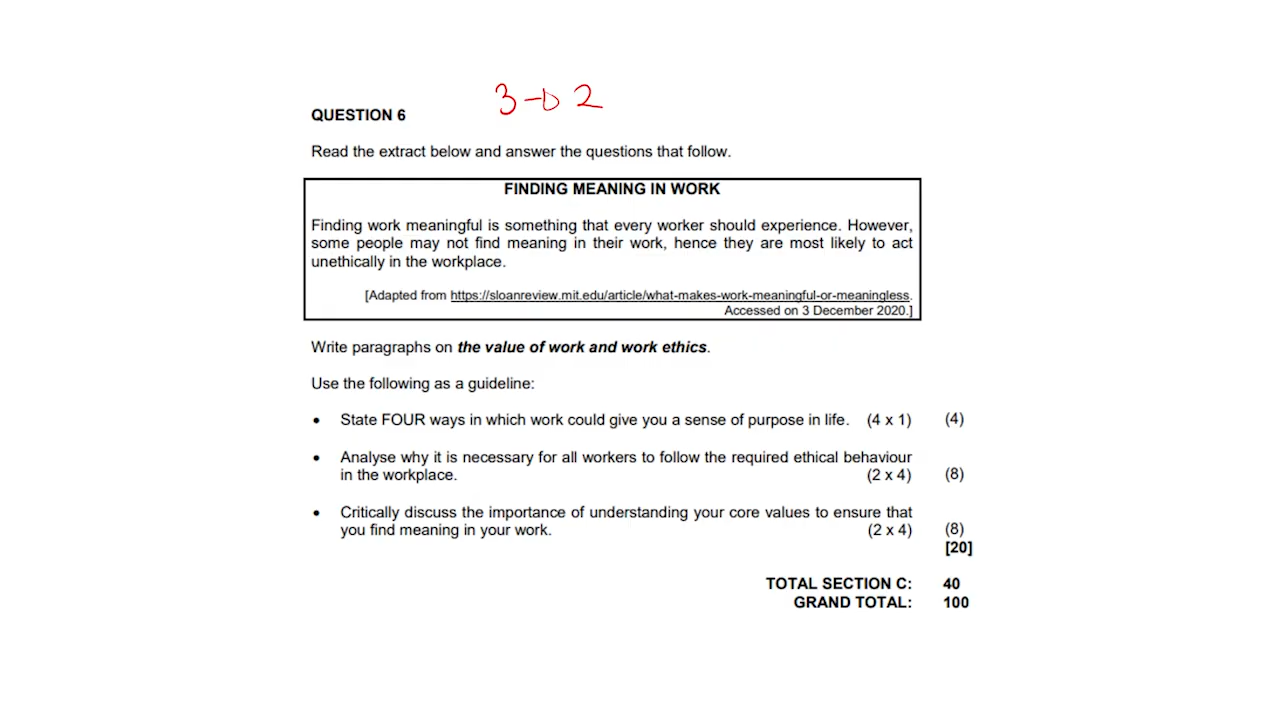 3 → 2
QUESTION 6
Read the extract below and answer the questions that follow.
FINDING MEANING IN WORK
Finding work meaningful is something that every worker should experience. However,
some people may not find meaning in their work, hence they are most likely to act
unethically in the workplace.
[Adapted from https://sloanreview.mit.edu/article/what-makes-work-meaningful-or-meaningless.
Accessed on 3 December 2020.]
Write paragraphs on the value of work and work ethics.
Use the following as a guideline:
• State FOUR ways in which work could give you a sense of purpose in life. (4 x 1) (4)
• Analyse why it is necessary for all workers to follow the required ethical behaviour
in the workplace. (2 x 4) (8)
• Critically discuss the importance of understanding your core values to ensure that
you find meaning in your work. (2 x 4) (8)
[20]
TOTAL SECTION C: 40
GRAND TOTAL: 100